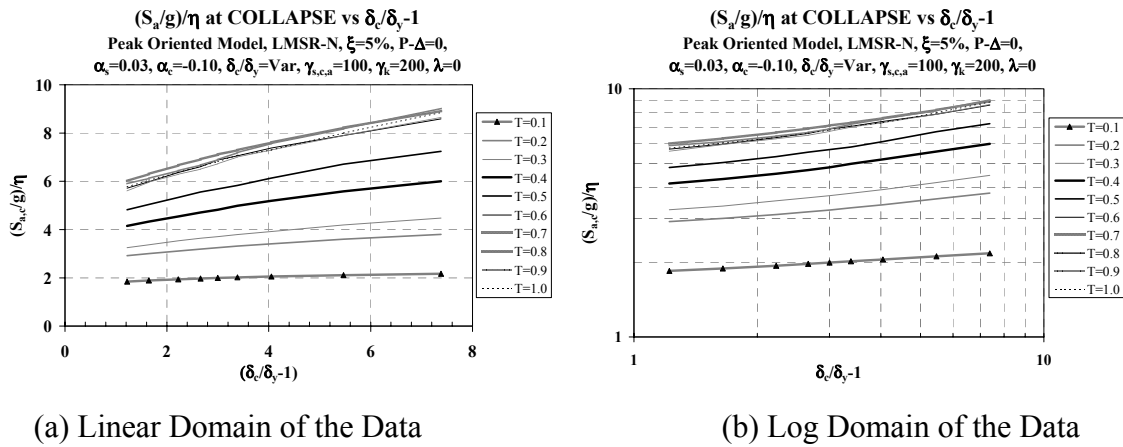 (Sₐ/g)/η at COLLAPSE vs δc/δy-1
Peak Oriented Model, LMSR-N, ξ=5%, P-Δ=0,
αs=0.03, αc=-0.10, δc/δy=Var, γs,c,a=100, γk=200, λ=0
10
8
6
4
2
0
(Sa,c/g)/η
0 2 4 6 8
(δc/δy-1)
T=0.1
T=0.2
T=0.3
T=0.4
T=0.5
T=0.6
T=0.7
T=0.8
T=0.9
T=1.0
(a) Linear Domain of the Data
(Sₐ/g)/η at COLLAPSE vs δc/δy-1
Peak Oriented Model, LMSR-N, ξ=5%, P-Δ=0,
αs=0.03, αc=-0.10, δc/δy=Var, γs,c,a=100, γk=200, λ=0
10
1
(Sa,c/g)/η
1 10
δc/δy-1
T=0.1
T=0.2
T=0.3
T=0.4
T=0.5
T=0.6
T=0.7
T=0.8
T=0.9
T=1.0
(b) Log Domain of the Data